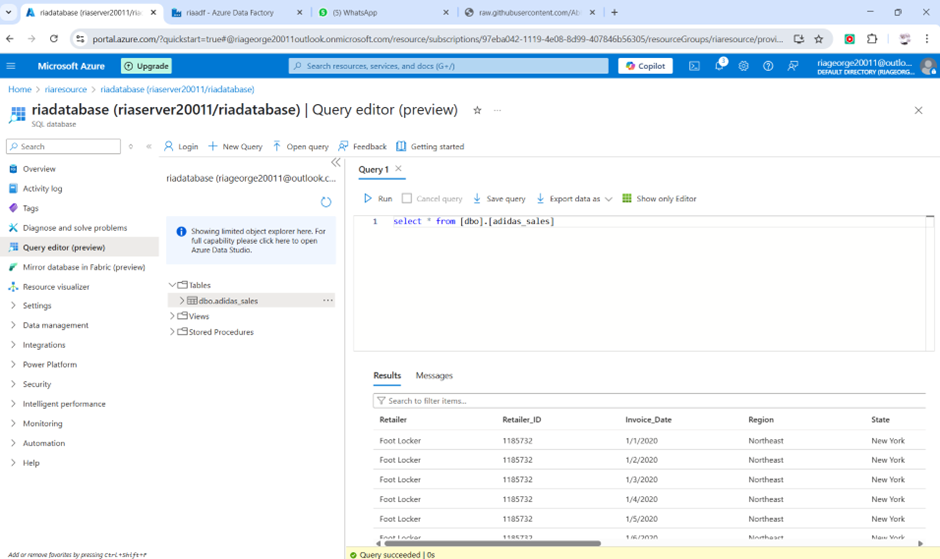 riadatabase (riaserver20011/ria
riaadf - Azure Data Factory
(5) WhatsApp
raw.githubusercontent.com/Ab
portal.azure.com/?quickstart=true#@riageorge20011outlook.onmicrosoft.com/resource/subscriptions/97eba042-1119-4e08-8d99-407846b56305/resourceGroups/riaresource/provi...
Microsoft Azure
Upgrade
Search resources, services, and docs (G+/)
Copilot
3
riageorge20011@outlo...
DEFAULT DIRECTORY (RIAGEORG...
Home > riaresource > riadatabase (riaserver20011/riadatabase)
riadatabase (riaserver20011/riadatabase) | Query editor (preview)
SQL database
Search
Login
New Query
Open query
Feedback
Getting started
Overview
Activity log
Tags
Diagnose and solve problems
Query editor (preview)
Mirror database in Fabric (preview)
Resource visualizer
Settings
Data management
Integrations
Power Platform
Security
Intelligent performance
Monitoring
Automation
Help
Add or remove favorites by pressing Ctrl+Shift+F
riadatabase (riageorge20011@outlook.c...
Showing limited object explorer here. For
full capability please click here to open
Azure Data Studio.
Tables
dbo.adidas_sales
Views
Stored Procedures
Query 1
Run
Cancel query
Save query
Export data as
Show only Editor
1 select * from [dbo].[adidas_sales]
Results Messages
Search to filter items...
Retailer Retailer_ID Invoice_Date Region State
Foot Locker 1185732 1/1/2020 Northeast New York
Foot Locker 1185732 1/2/2020 Northeast New York
Foot Locker 1185732 1/3/2020 Northeast New York
Foot Locker 1185732 1/4/2020 Northeast New York
Foot Locker 1185732 1/5/2020 Northeast New York
Foot Locker 1185732 1/6/2020 Northeast New York
Query succeeded | 0s